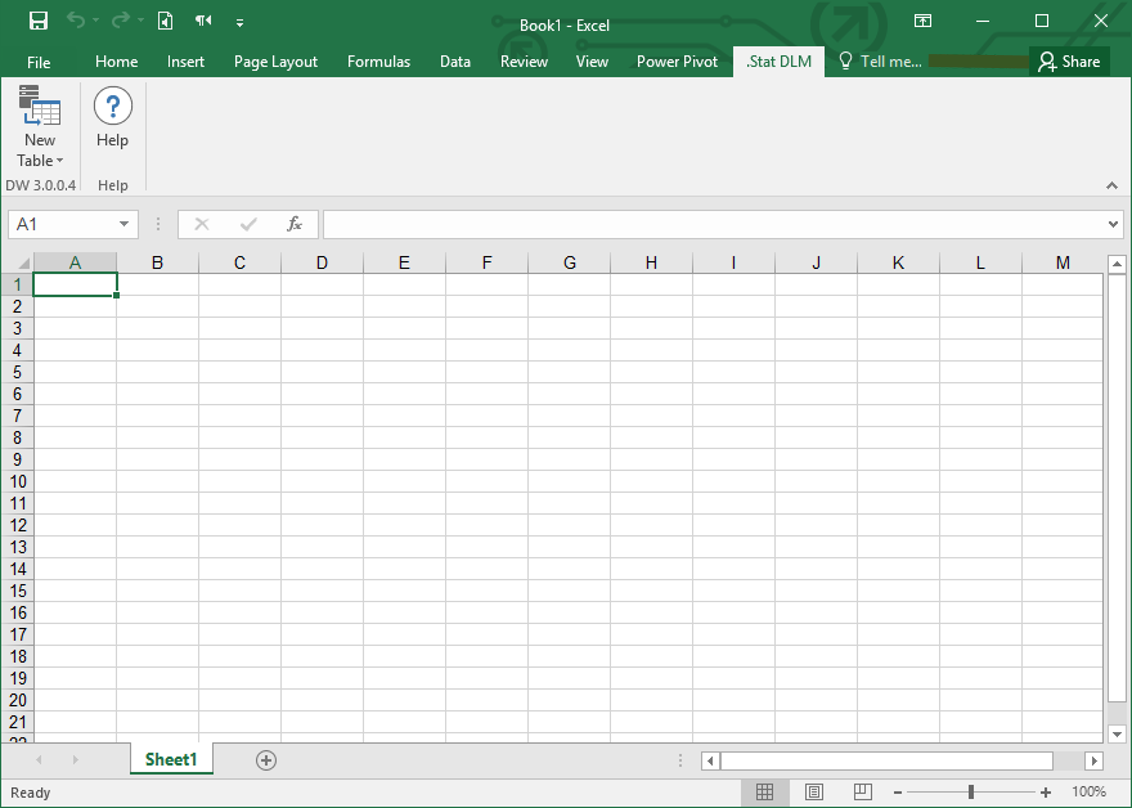 Book1 - Excel
File Home Insert Page Layout Formulas Data Review View Power Pivot .Stat DLM Tell me... Share
New Table Help
DW 3.0.0.4 Help
A1 fx
A B C D E F G H I J K L M
1
2
3
4
5
6
7
8
9
10
11
12
13
14
15
16
17
18
19
20
21
22
Sheet1
Ready 100%